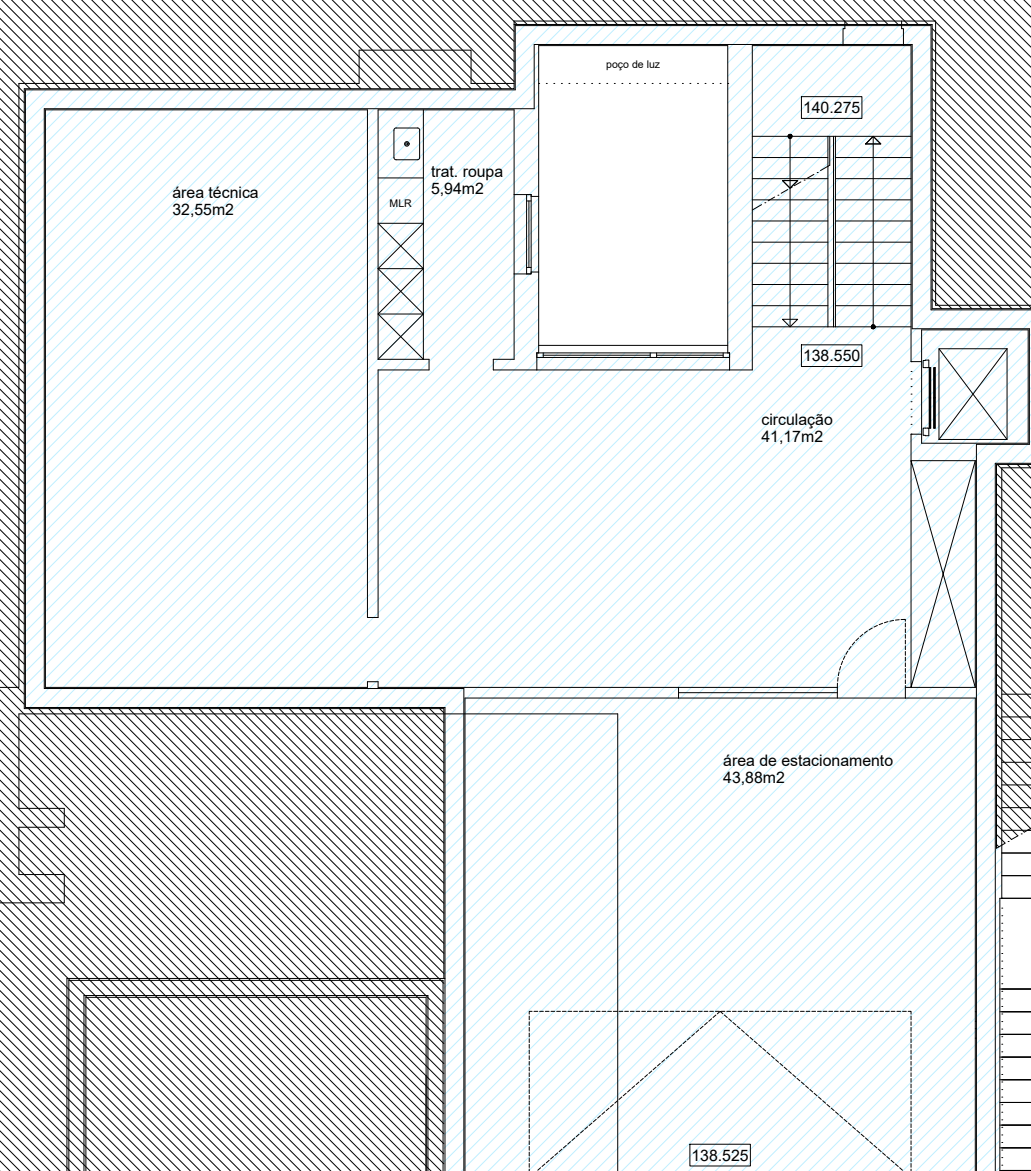 poço de luz
140.275
trat. roupa
5,94m2
área técnica
32,55m2
MLR
138.550
circulação
41,17m2
área de estacionamento
43,88m2
138.525